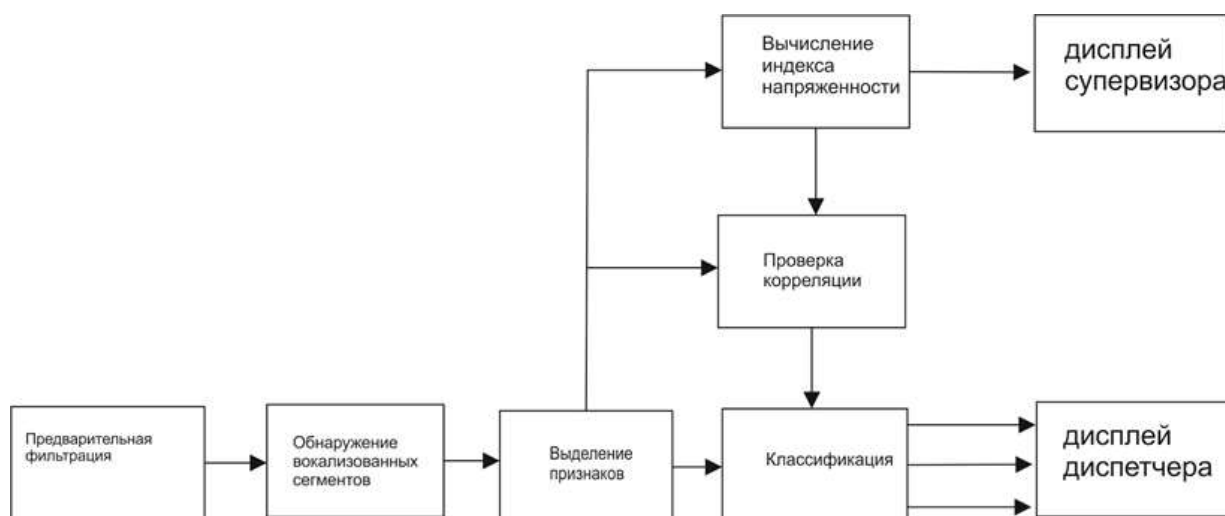 Вычисление
индекса
напряженности
дисплей
супервизора
Проверка
корреляции
Предварительная
фильтрация
Обнаружение
вокализованных
сегментов
Выделение
признаков
Классификация
дисплей
диспетчера